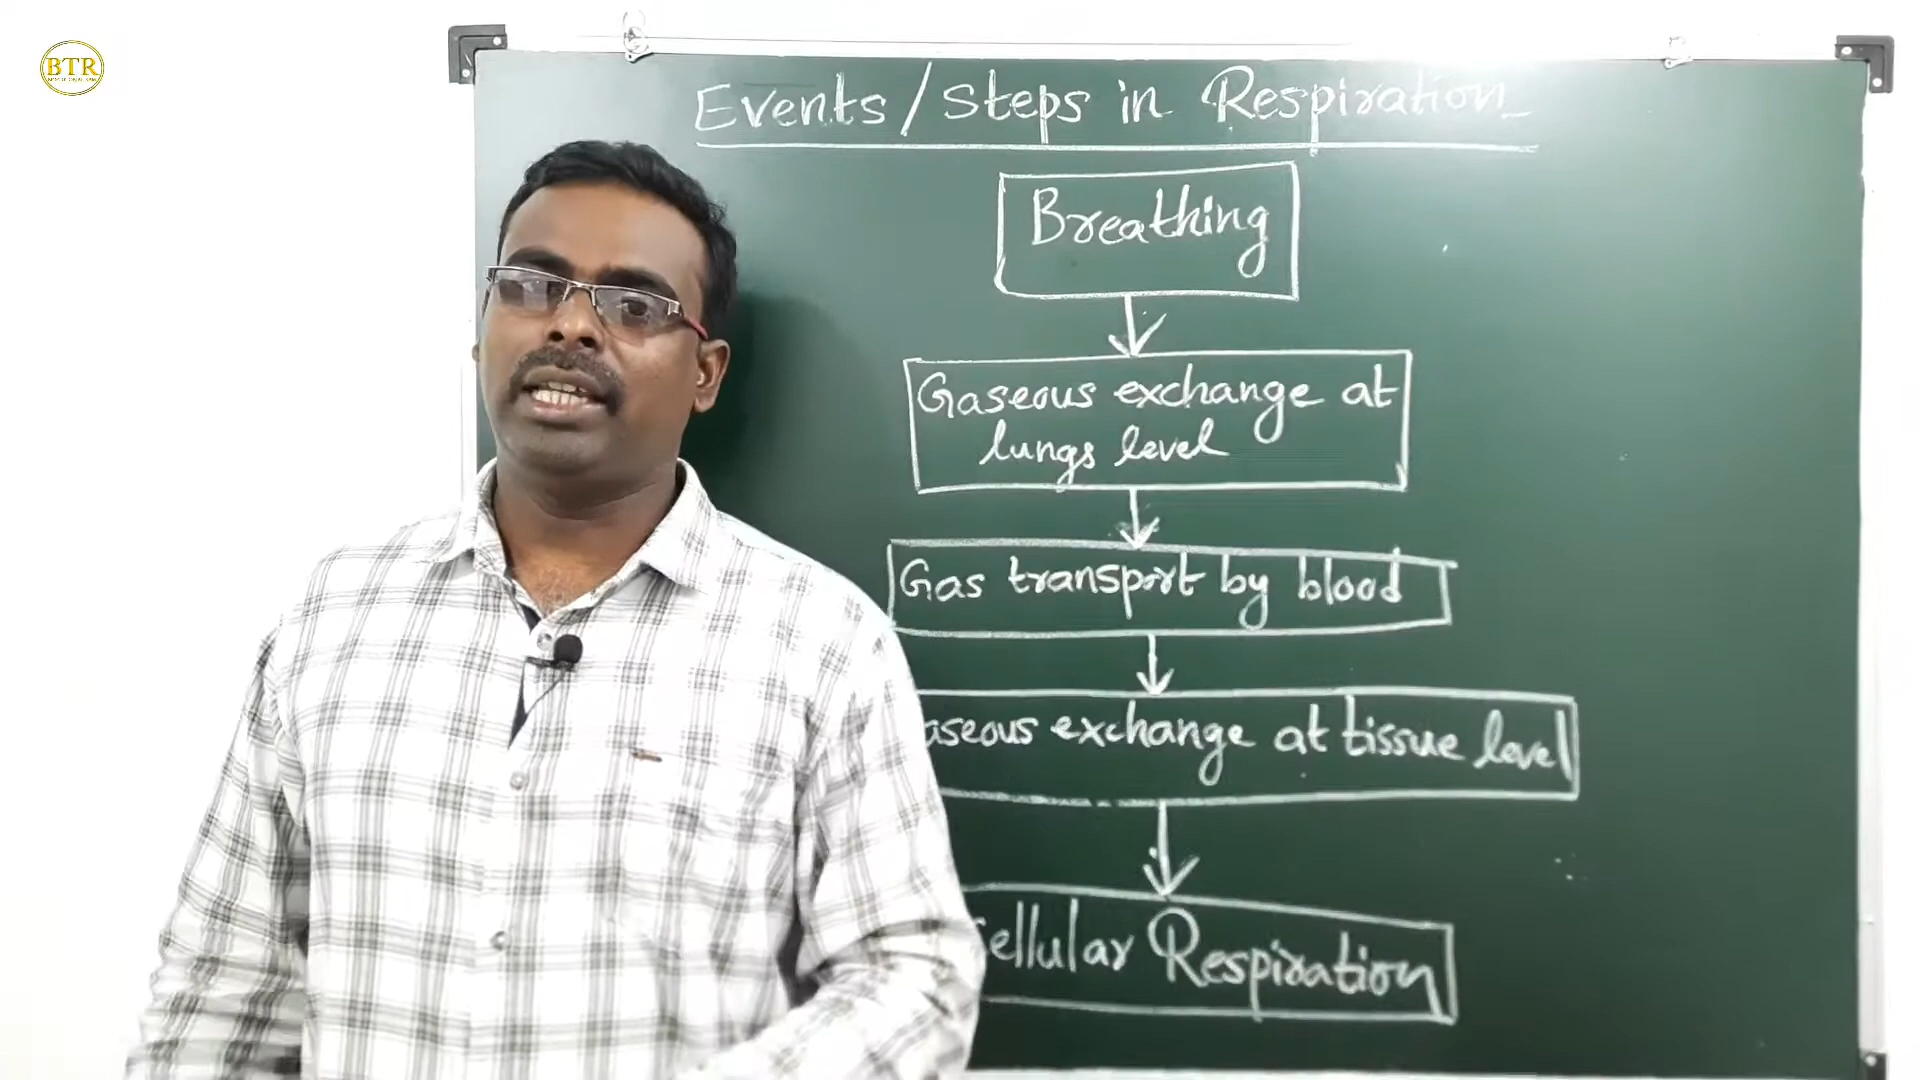 BTR
Events/Steps in Respiration
Breathing
Gaseous exchange at
lungs level
Gas transport by blood
aseous exchange at tissue level
ellular Respiration